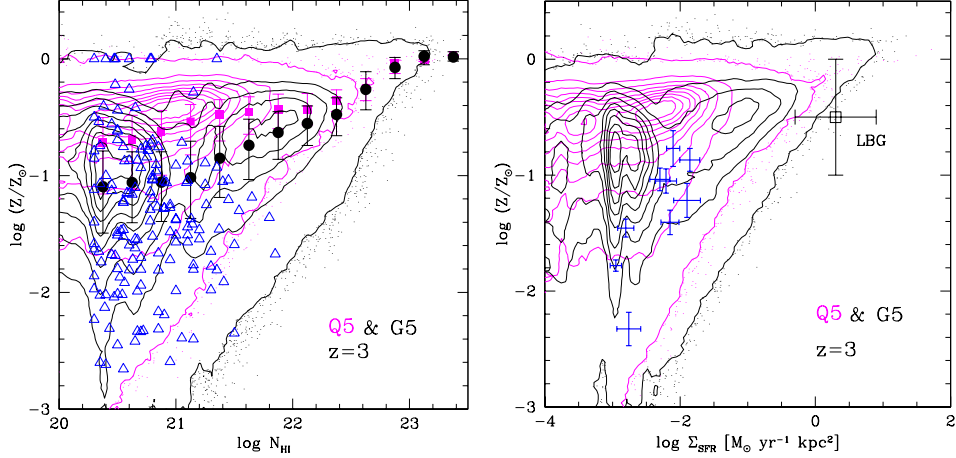 0
−1
−2
−3
log (Z/Z⊙)
20
21
22
23
log N_HI
Q5 & G5
z=3
0
−1
−2
−3
log (Z/Z⊙)
−4
−2
0
2
log Σ_SFR [M⊙ yr⁻¹ kpc²]
LBG
Q5 & G5
z=3